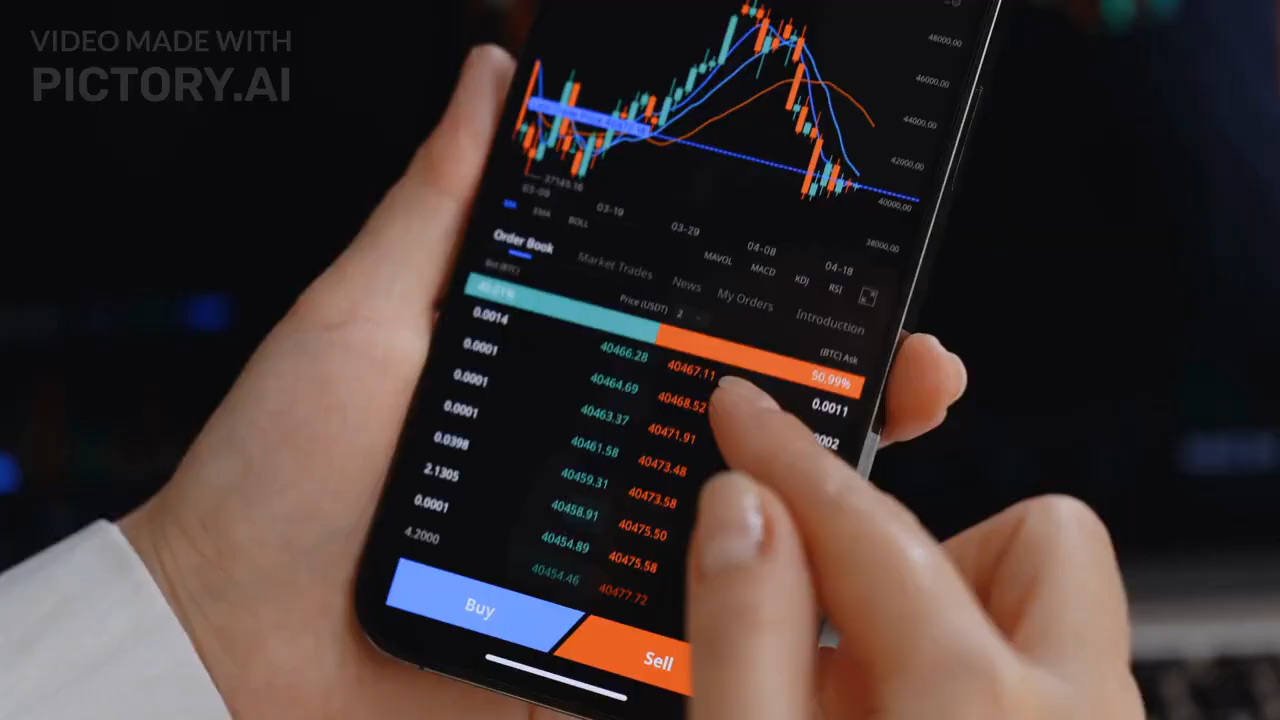 VIDEO MADE WITH
PICTORY.AI
48000,00
46000,00
44000,00
42000,00
40000,00
38000,00
37149.16
03-09
03-19
03-29
04-08
04-18
MA
EMA
BOLL
MAVOL
MACD
KDJ
RSI
Order Book
Market Trades
News
My Orders
Introduction
Price (USDT)
2
(BTC) Ask
50,99%
0.0014 40466.28 40467.11 0.0011
0.0001 40464.69 40468.52
0.0001 40463.37 40471.91
0.0001 40461.58 40473.48
0.0398 40459.31 40473.58
2.1305 40458.91 40475.50
0.0001 40454.89 40475.58
4.2000 40454.46 40477.72
Buy
Sell